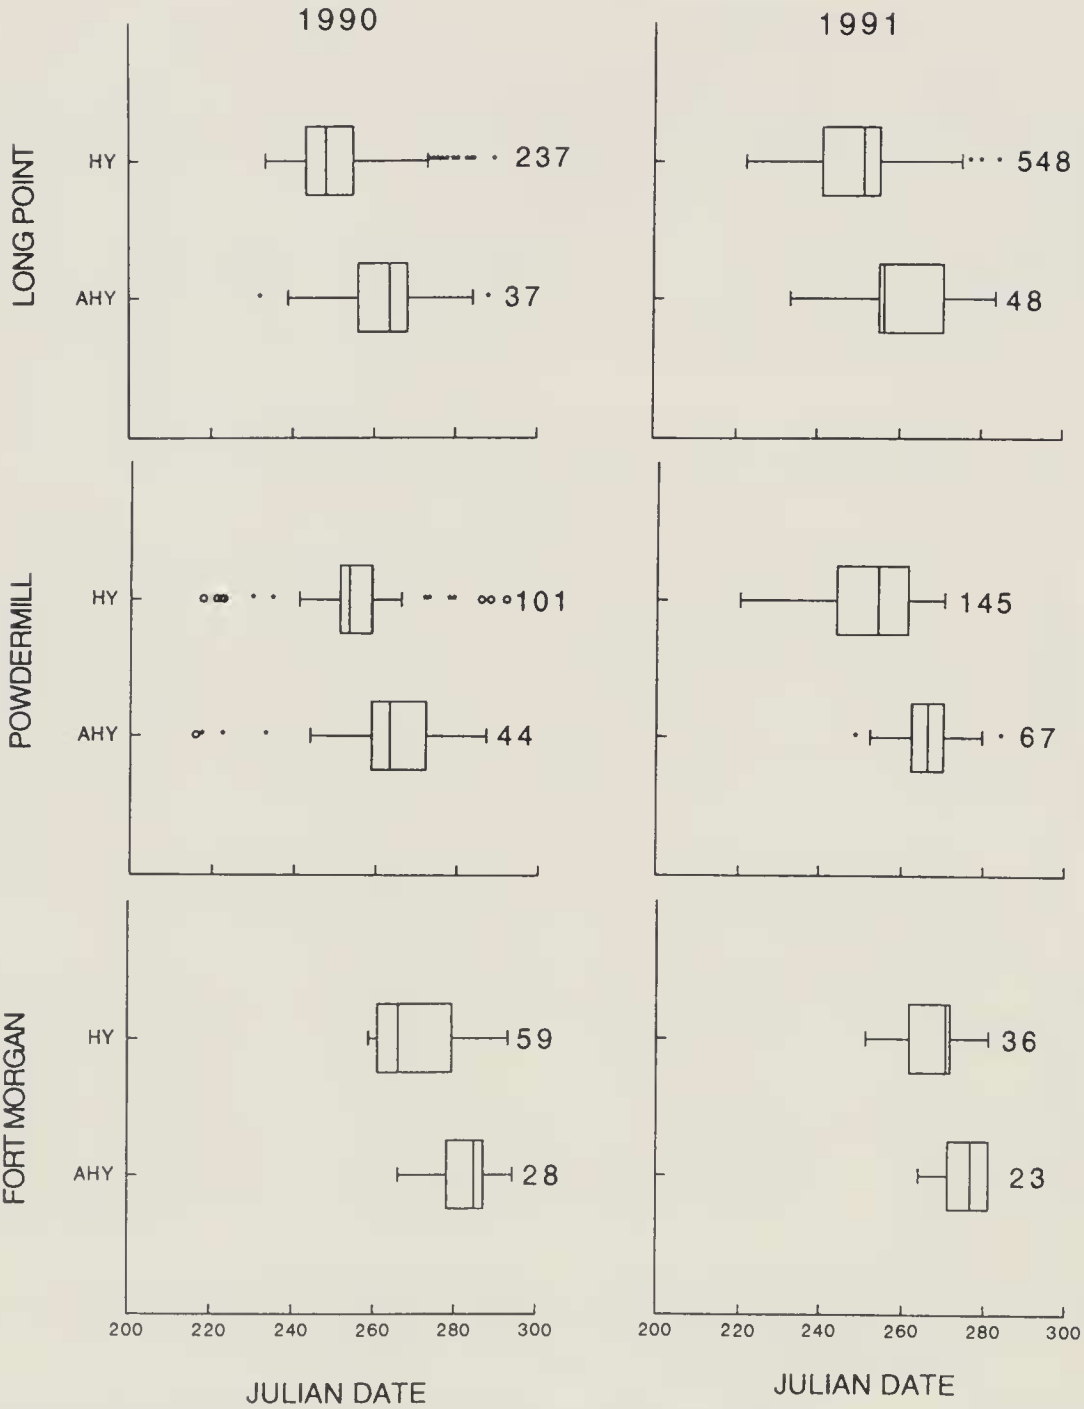 1990
1991
LONG POINT
HY
237
548
AHY
37
48
POWDERMILL
HY
101
145
AHY
44
67
FORT MORGAN
HY
59
36
AHY
28
23
200 220 240 260 280 300
200 220 240 260 280 300
JULIAN DATE
JULIAN DATE